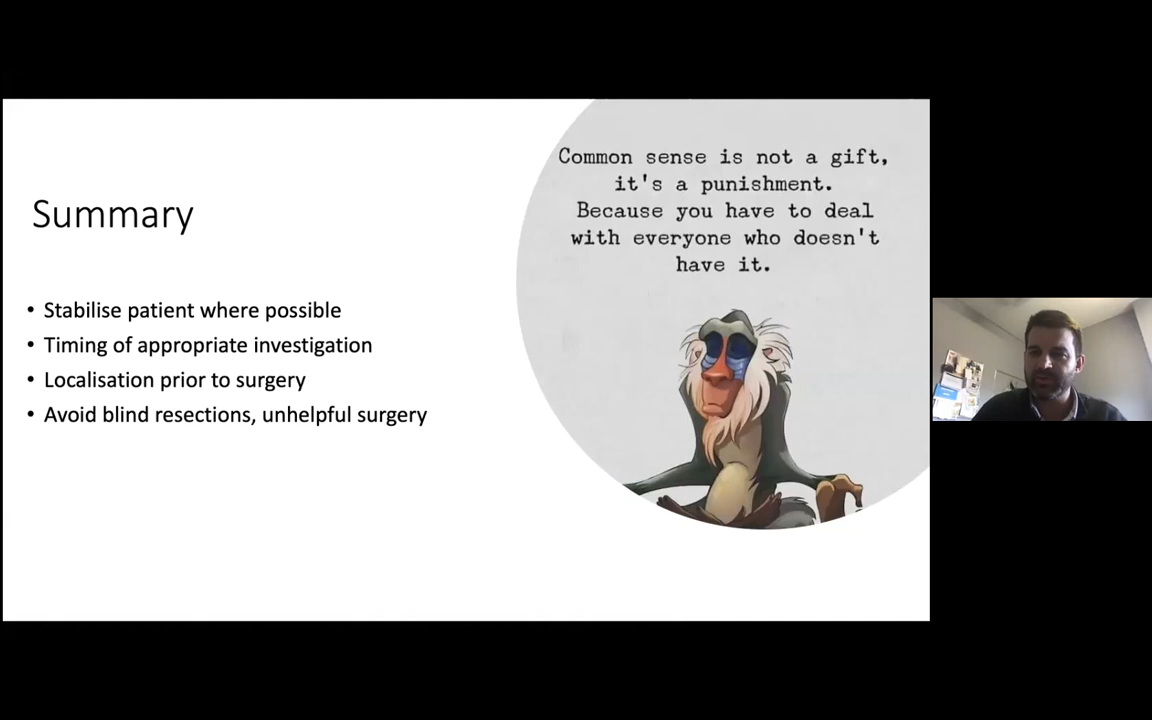 Summary
• Stabilise patient where possible
• Timing of appropriate investigation
• Localisation prior to surgery
• Avoid blind resections, unhelpful surgery
Common sense is not a gift,
it's a punishment.
Because you have to deal
with everyone who doesn't
have it.